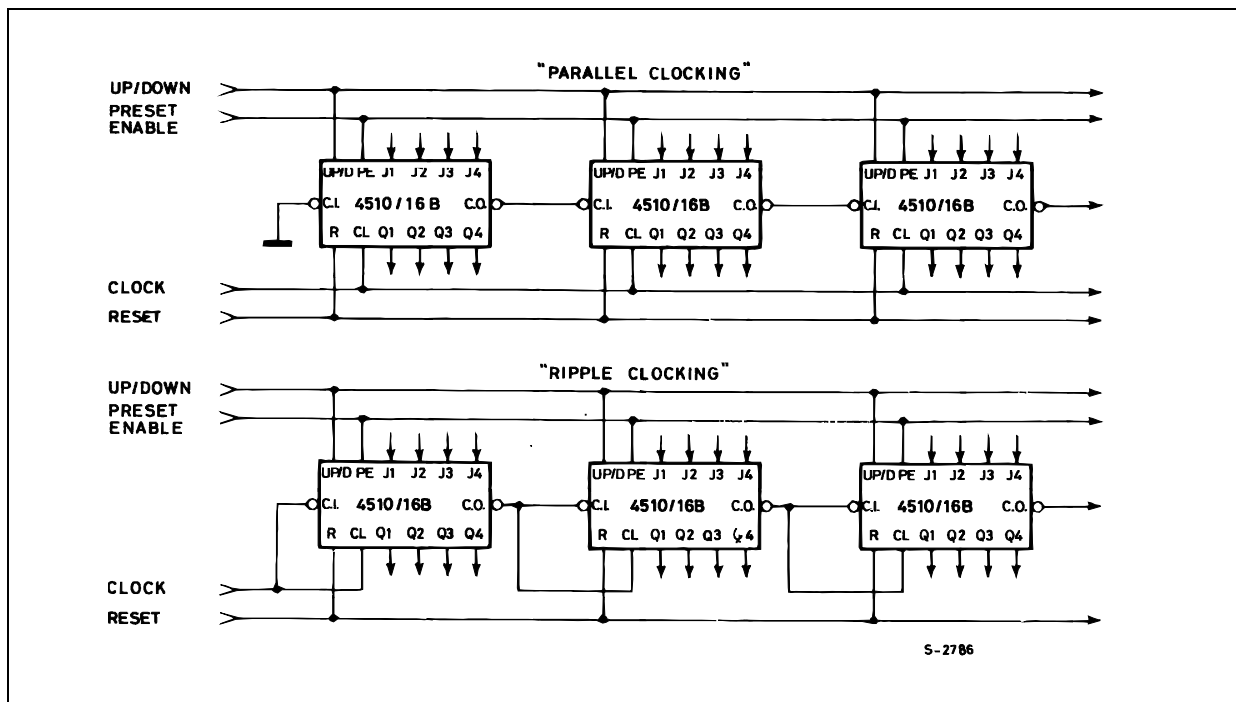 "PARALLEL CLOCKING"
UP/DOWN
PRESET
ENABLE
UP/D PE J1 J2 J3 J4
C.I. 4510/16B C.O.
R CL Q1 Q2 Q3 Q4
UP/D PE J1 J2 J3 J4
C.I. 4510/16B C.O.
R CL Q1 Q2 Q3 Q4
UP/D PE J1 J2 J3 J4
C.I. 4510/16B C.O.
R CL Q1 Q2 Q3 Q4
CLOCK
RESET
"RIPPLE CLOCKING"
UP/DOWN
PRESET
ENABLE
UP/D PE J1 J2 J3 J4
C.I. 4510/16B C.O.
R CL Q1 Q2 Q3 Q4
UP/D PE J1 J2 J3 J4
C.I. 4510/16B C.O.
R CL Q1 Q2 Q3 Q4
UP/D PE J1 J2 J3 J4
C.I. 4510/16B C.O.
R CL Q1 Q2 Q3 Q4
CLOCK
RESET
S-2786